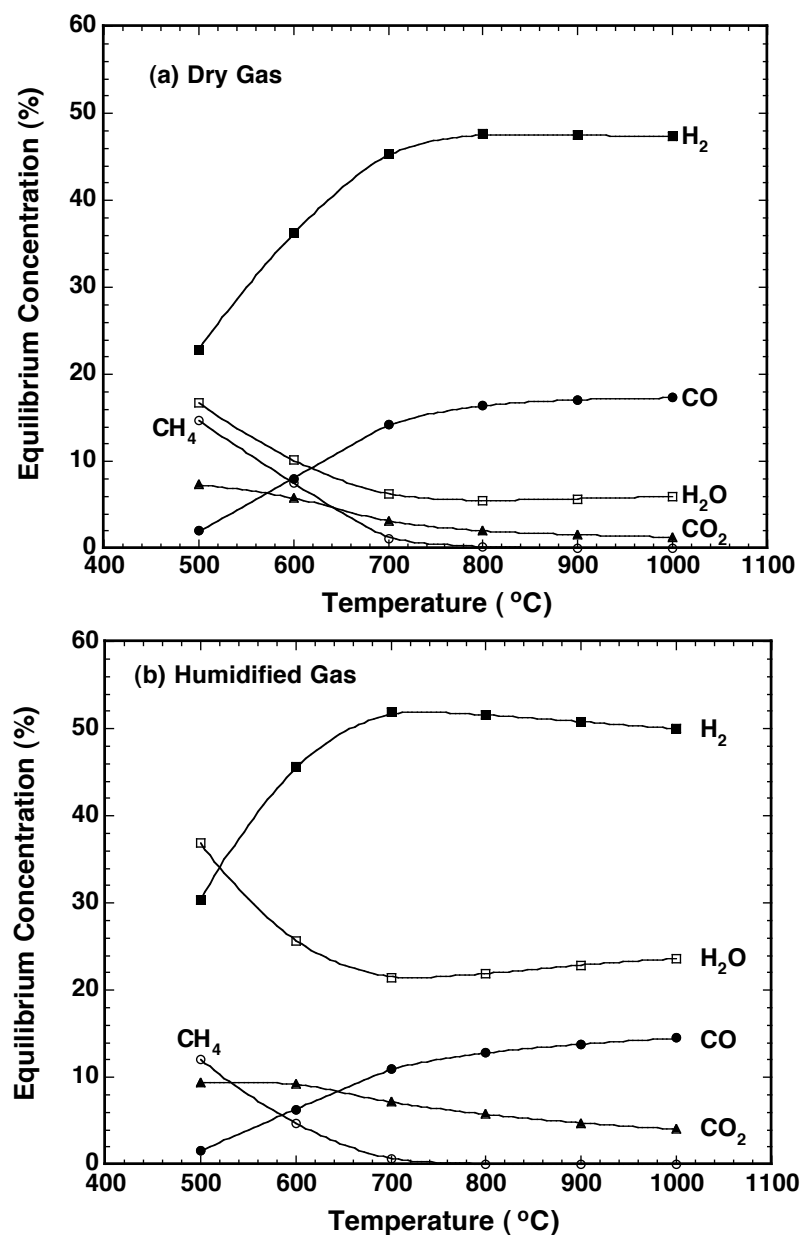 60
(a) Dry Gas
50
H2
40
30
20
CO
CH4
10
H2O
CO2
0
400 500 600 700 800 900 1000 1100
Temperature ( oC)
Equilibrium Concentration (%)
60
(b) Humidified Gas
50
H2
40
30
H2O
20
CH4
CO
10
CO2
0
400 500 600 700 800 900 1000 1100
Temperature ( oC)
Equilibrium Concentration (%)